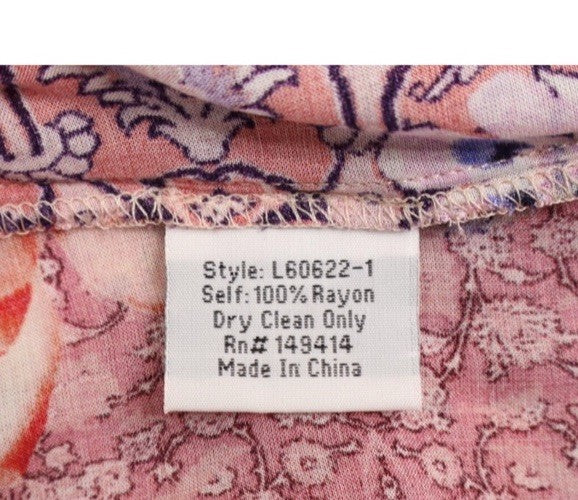 Style: L60622-1
Self: 100% Rayon
Dry Clean Only
Rn# 149414
Made In China